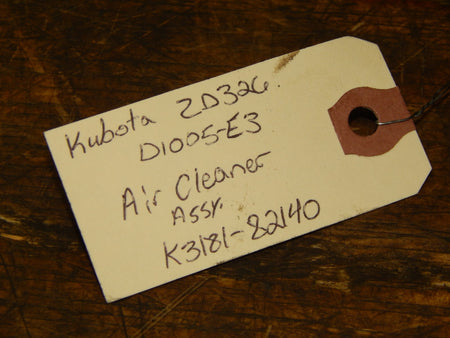 Kubota ZD326
D1005-E3
Air Cleaner
Assy.
K3181-82140